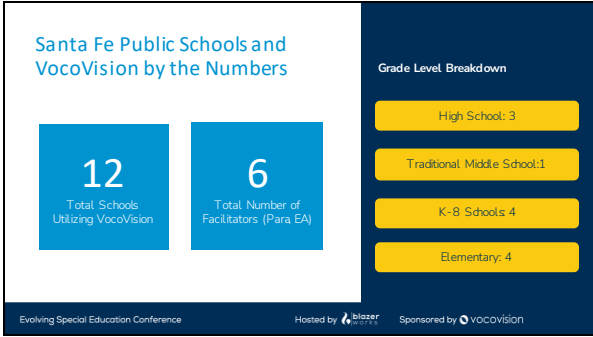 Santa Fe Public Schools and
VocoVision by the Numbers
12
Total Schools
Utilizing VocoVision
6
Total Number of
Facilitators (Para, EA)
Grade Level Breakdown
High School: 3
Traditional Middle School:1
K-8 Schools: 4
Elementary: 4
Evolving Special Education Conference
Hosted by blazer
works
Sponsored by vocovision